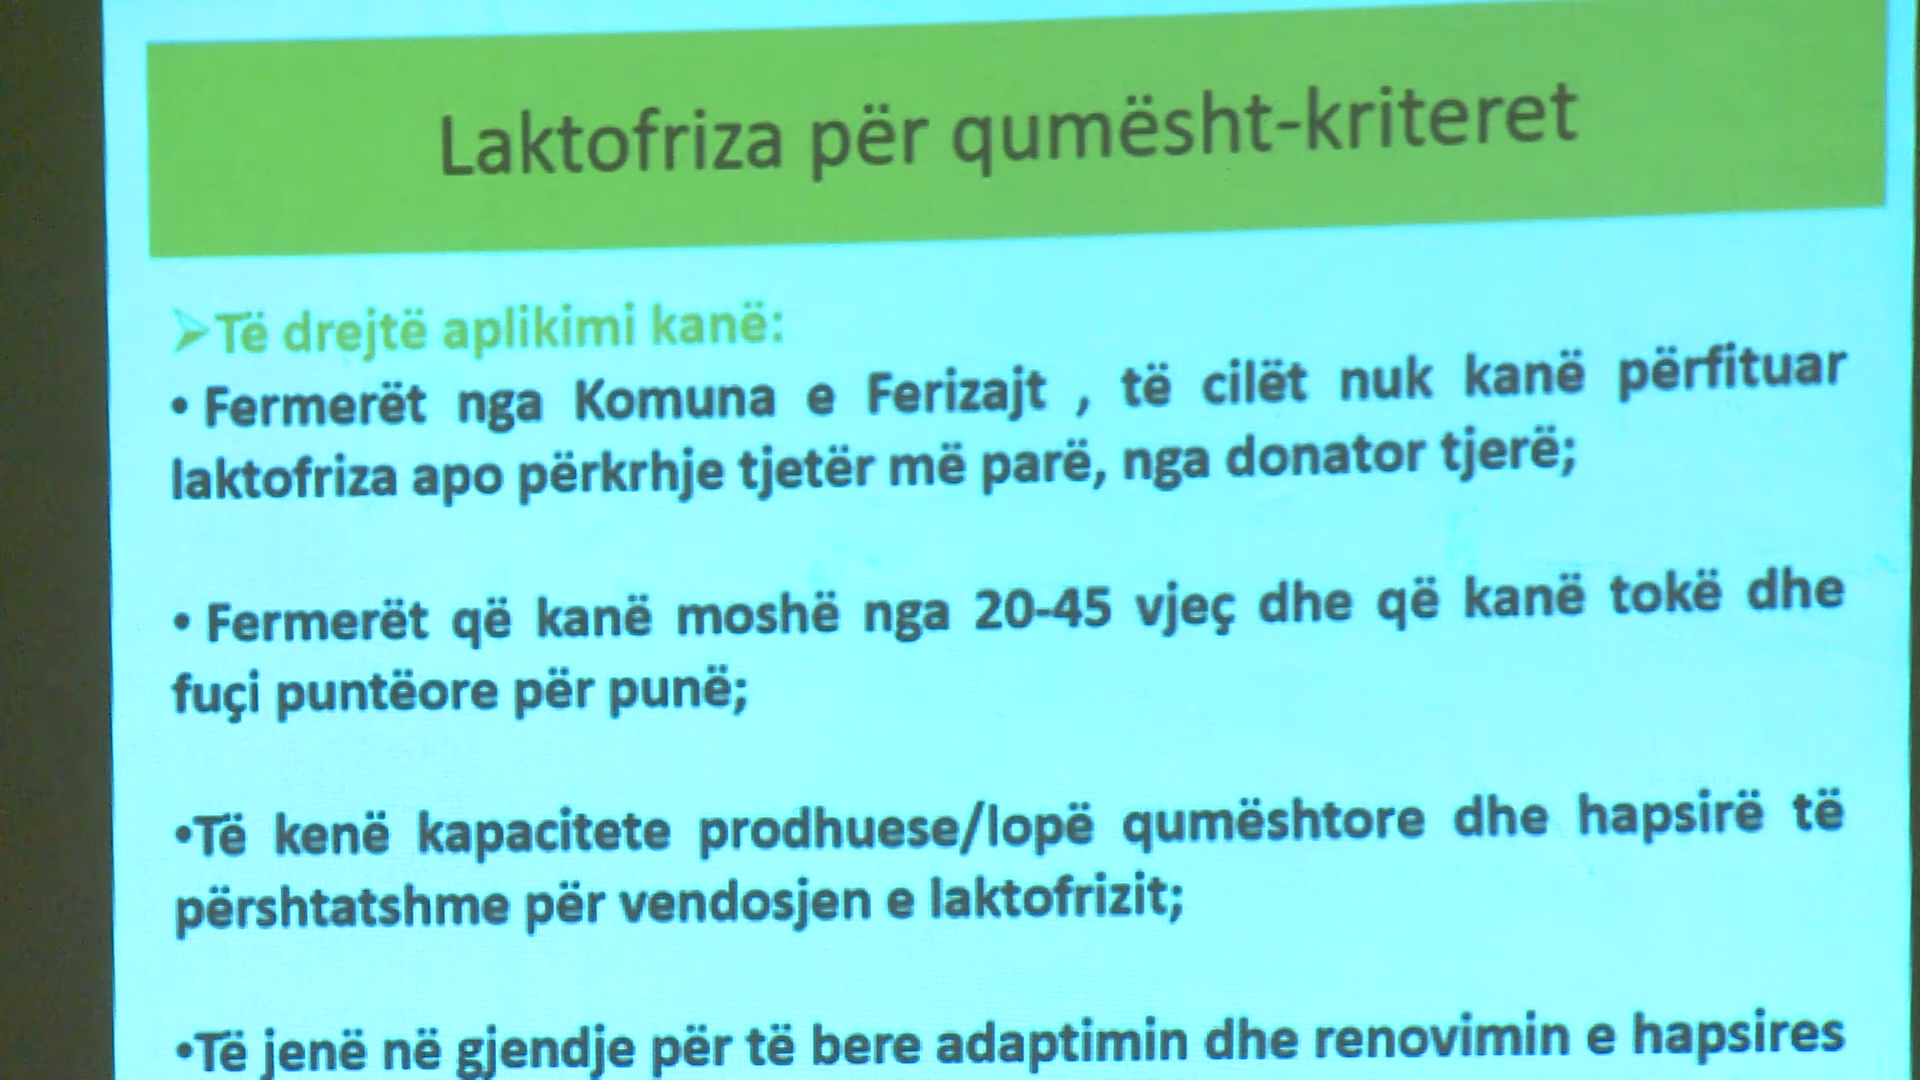 Laktofriza për qumësht-kriteret
➢Të drejtë aplikimi kanë:
• Fermerët nga Komuna e Ferizajt , të cilët nuk kanë përfituar
laktofriza apo përkrhje tjetër më parë, nga donator tjerë;
• Fermerët që kanë moshë nga 20-45 vjeç dhe që kanë tokë dhe
fuçi puntëore për punë;
•Të kenë kapacitete prodhuese/lopë qumështore dhe hapsirë të
përshtatshme për vendosjen e laktofrizit;
•Të jenë në gjendje për të bere adaptimin dhe renovimin e hapsires